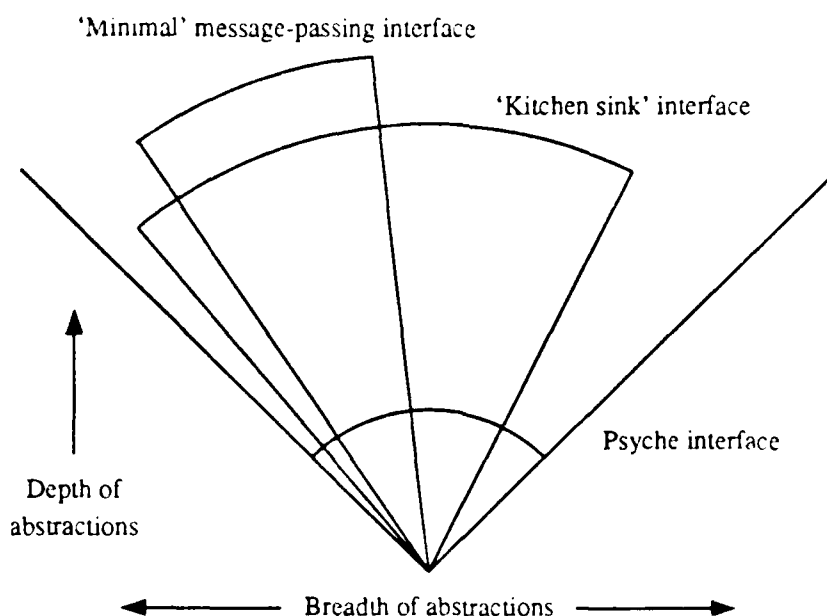 ‘Minimal’ message-passing interface
‘Kitchen sink’ interface
Psyche interface
Depth of
abstractions
Breadth of abstractions